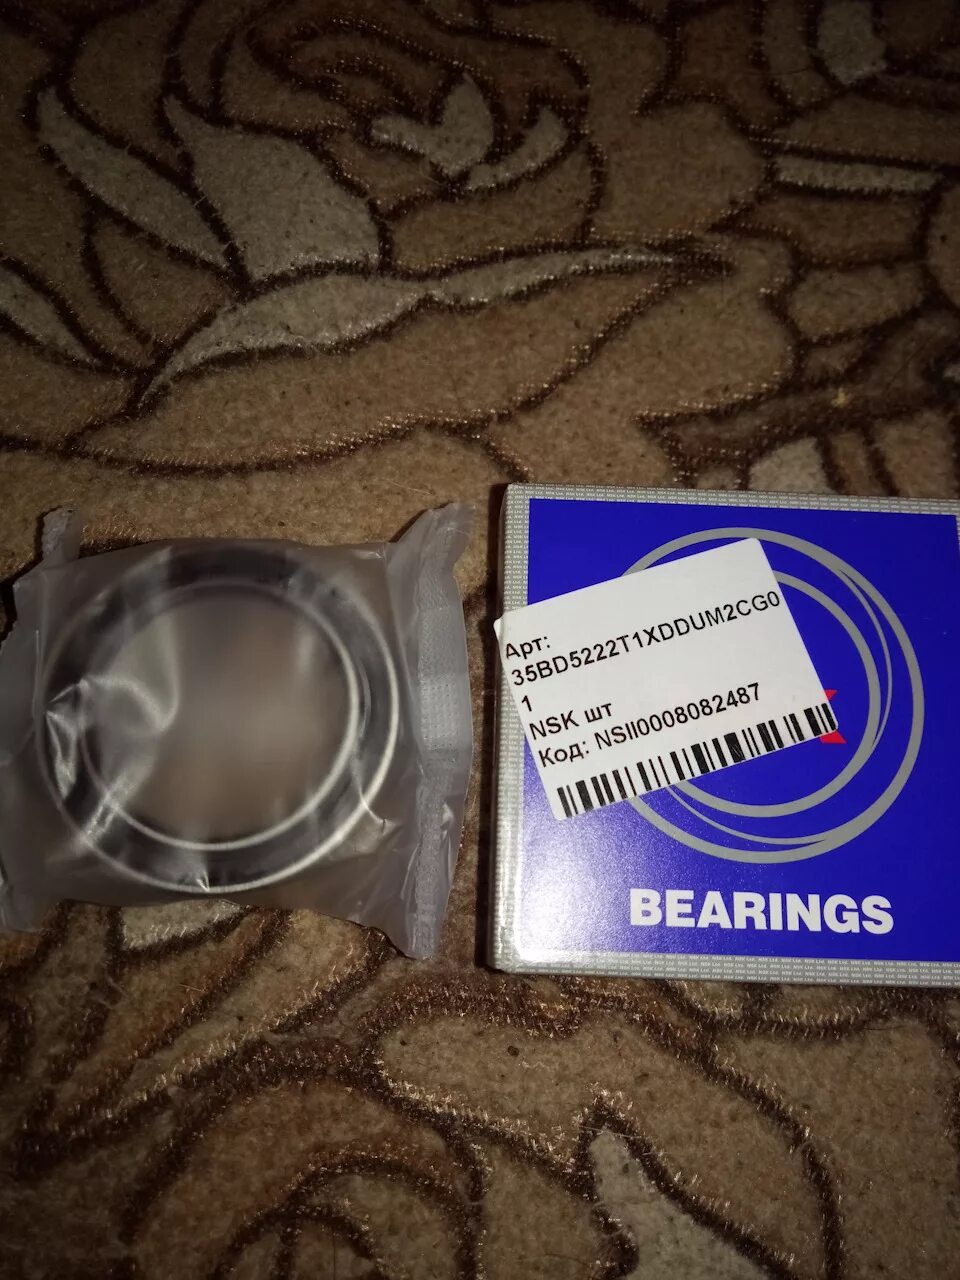 Арт:
35BD5222T1XDDUM2CG0
1
NSK шт
Код: NSII0008082487
BEARINGS